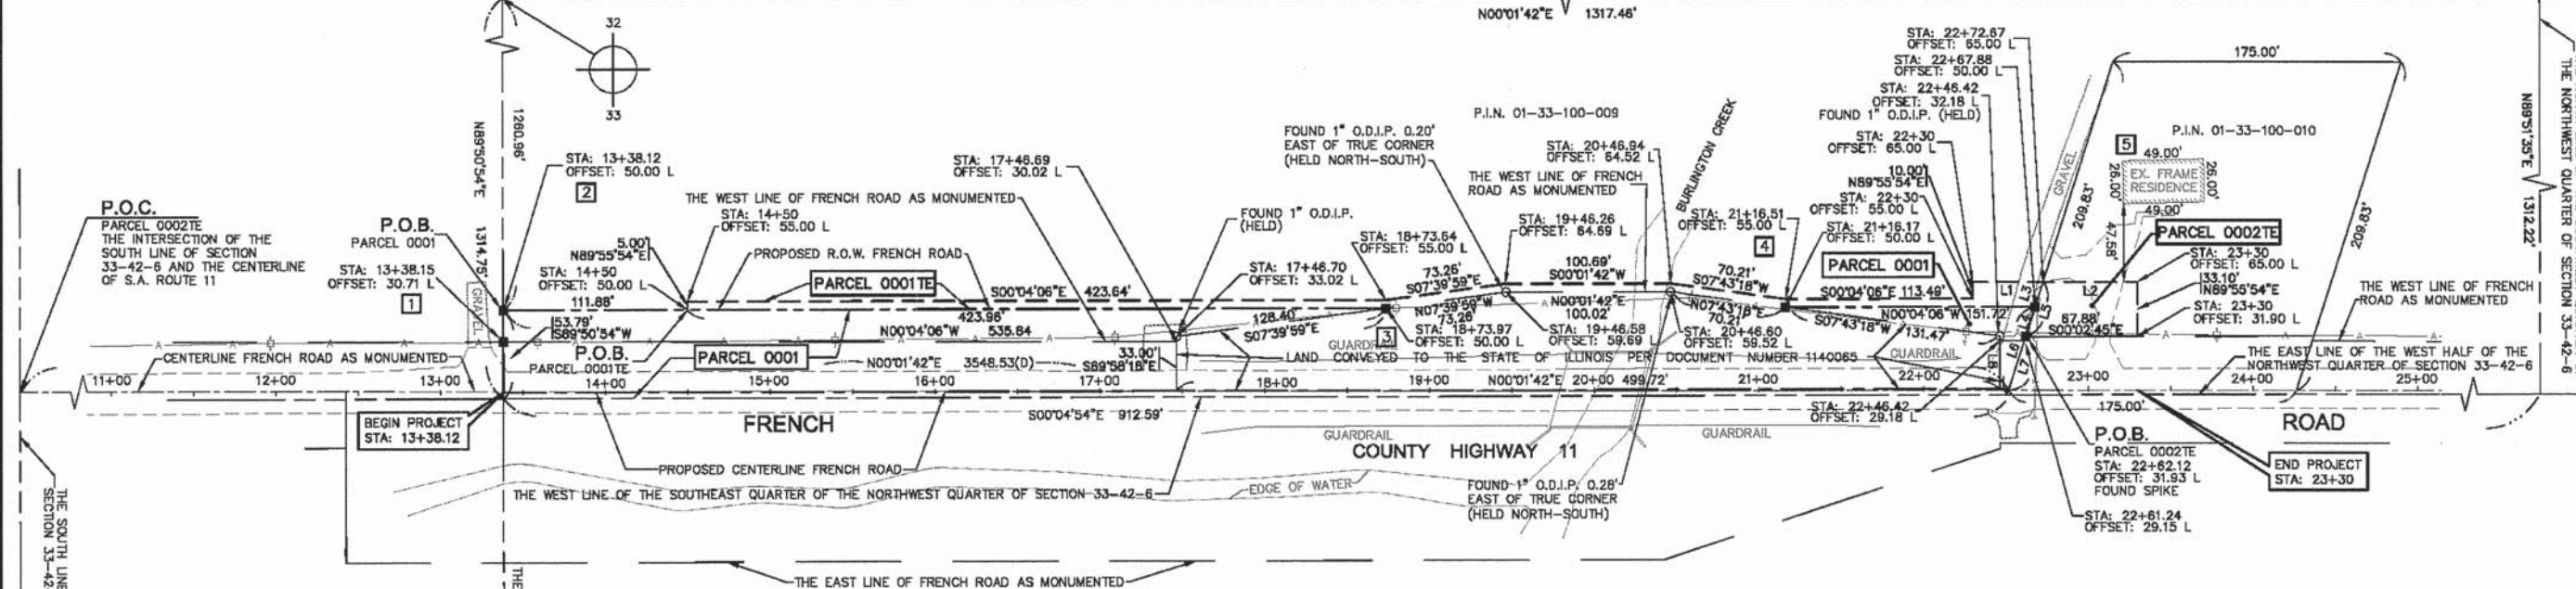 N00°01'42"E 1317.46'
32
33
N89°50'54"E
1260.96'
1314.75'
P.O.C.
PARCEL 0002TE
THE INTERSECTION OF THE
SOUTH LINE OF SECTION
33-42-6 AND THE CENTERLINE
OF S.A. ROUTE 11
P.O.B.
PARCEL 0001
STA: 13+38.15
OFFSET: 30.71 L
1
STA: 13+38.12
OFFSET: 50.00 L
2
5.00'
N89°55'54"E
STA: 14+50
OFFSET: 50.00 L
111.88'
THE WEST LINE OF FRENCH ROAD AS MONUMENTED
STA: 14+50
OFFSET: 55.00 L
PROPOSED R.O.W. FRENCH ROAD
PARCEL 0001TE
STA: 17+46.69
OFFSET: 30.02 L
S00°04'06"E 423.64'
423.96'
N00°04'06"W 535.84
GRAVEL
53.79'
S89°50'54"W
P.O.B.
PARCEL 0001TE
PARCEL 0001
N00°01'42"E 3548.53(D)
33.00'
S89°58'18"E
CENTERLINE FRENCH ROAD AS MONUMENTED
11+00
12+00
13+00
14+00
15+00
16+00
17+00
18+00
19+00
N00°01'42"E
20+00
499.72'
21+00
22+00
23+00
24+00
25+00
FOUND 1" O.D.I.P. 0.20'
EAST OF TRUE CORNER
(HELD NORTH-SOUTH)
FOUND 1" O.D.I.P.
(HELD)
STA: 17+46.70
OFFSET: 33.02 L
STA: 18+73.64
OFFSET: 55.00 L
128.40
S07°39'59"E
73.26'
S07°39'59"E
N07°39'59"W
73.26'
3
STA: 18+73.97
OFFSET: 50.00 L
GUARDRAIL
P.I.N. 01-33-100-009
STA: 20+46.94
OFFSET: 64.52 L
THE WEST LINE OF FRENCH
ROAD AS MONUMENTED
STA: 19+46.26
OFFSET: 64.69 L
100.69'
S00°01'42"W
N00°01'42"E
100.02'
STA: 19+46.58
OFFSET: 59.69 L
BURLINGTON CREEK
70.21'
S07°43'18"W
N07°43'18"E
70.21'
STA: 20+46.60
OFFSET: 59.52 L
LAND CONVEYED TO THE STATE OF ILLINOIS PER DOCUMENT NUMBER 1140065
STA: 21+16.51
OFFSET: 55.00 L
4
STA: 21+16.17
OFFSET: 50.00 L
PARCEL 0001
S00°04'06"E 113.49'
N00°04'06"W 151.72'
S07°43'18"W
131.47'
GUARDRAIL
STA: 22+72.67
OFFSET: 65.00 L
STA: 22+67.88
OFFSET: 50.00 L
STA: 22+46.42
OFFSET: 32.18 L
FOUND 1" O.D.I.P. (HELD)
STA: 22+30
OFFSET: 65.00 L
10.00'
N89°55'54"E
STA: 22+30
OFFSET: 55.00 L
L1
L2
L3
L6
L7
L8
67.88'
S00°02'45"E
GRAVEL
175.00'
209.83'
209.83'
P.I.N. 01-33-100-010
5
49.00'
26.00'
EX. FRAME
RESIDENCE
26.00'
49.00'
47.58'
PARCEL 0002TE
STA: 23+30
OFFSET: 65.00 L
33.10'
N89°55'54"E
STA: 23+30
OFFSET: 31.90 L
THE WEST LINE OF FRENCH
ROAD AS MONUMENTED
THE EAST LINE OF THE WEST HALF OF THE
NORTHWEST QUARTER OF SECTION 33-42-6
N89°51'35"E
1312.22'
THE NORTHWEST QUARTER OF SECTION 33-42-6
175.00'
STA: 22+46.42
OFFSET: 29.18 L
BEGIN PROJECT
STA: 13+38.12
FRENCH
S00°04'54"E 912.59'
PROPOSED CENTERLINE FRENCH ROAD
THE WEST LINE OF THE SOUTHEAST QUARTER OF THE NORTHWEST QUARTER OF SECTION 33-42-6
EDGE OF WATER
GUARDRAIL
GUARDRAIL
COUNTY HIGHWAY 11
FOUND 1" O.D.I.P. 0.28'
EAST OF TRUE CORNER
(HELD NORTH-SOUTH)
ROAD
P.O.B.
PARCEL 0002TE
STA: 22+62.12
OFFSET: 31.93 L
FOUND SPIKE
STA: 22+61.24
OFFSET: 29.15 L
END PROJECT
STA: 23+30
THE SOUTH LINE
SECTION 33-42
THE
THE EAST LINE OF FRENCH ROAD AS MONUMENTED